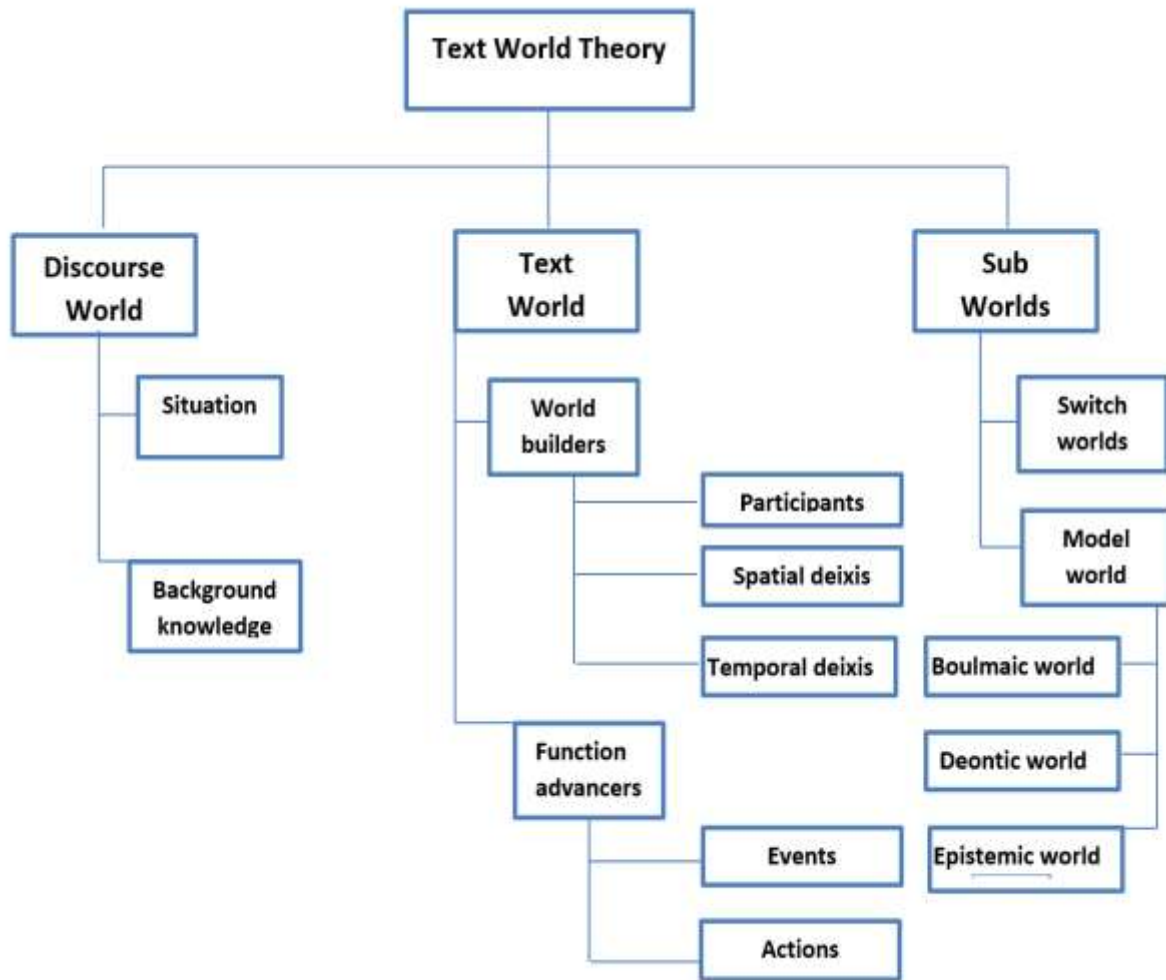 Text World Theory
Discourse
World
Text
World
Sub
Worlds
Situation
Background
knowledge
World
builders
Participants
Spatial deixis
Temporal deixis
Function
advancers
Events
Actions
Switch
worlds
Model
world
Boulmaic world
Deontic world
Epistemic world